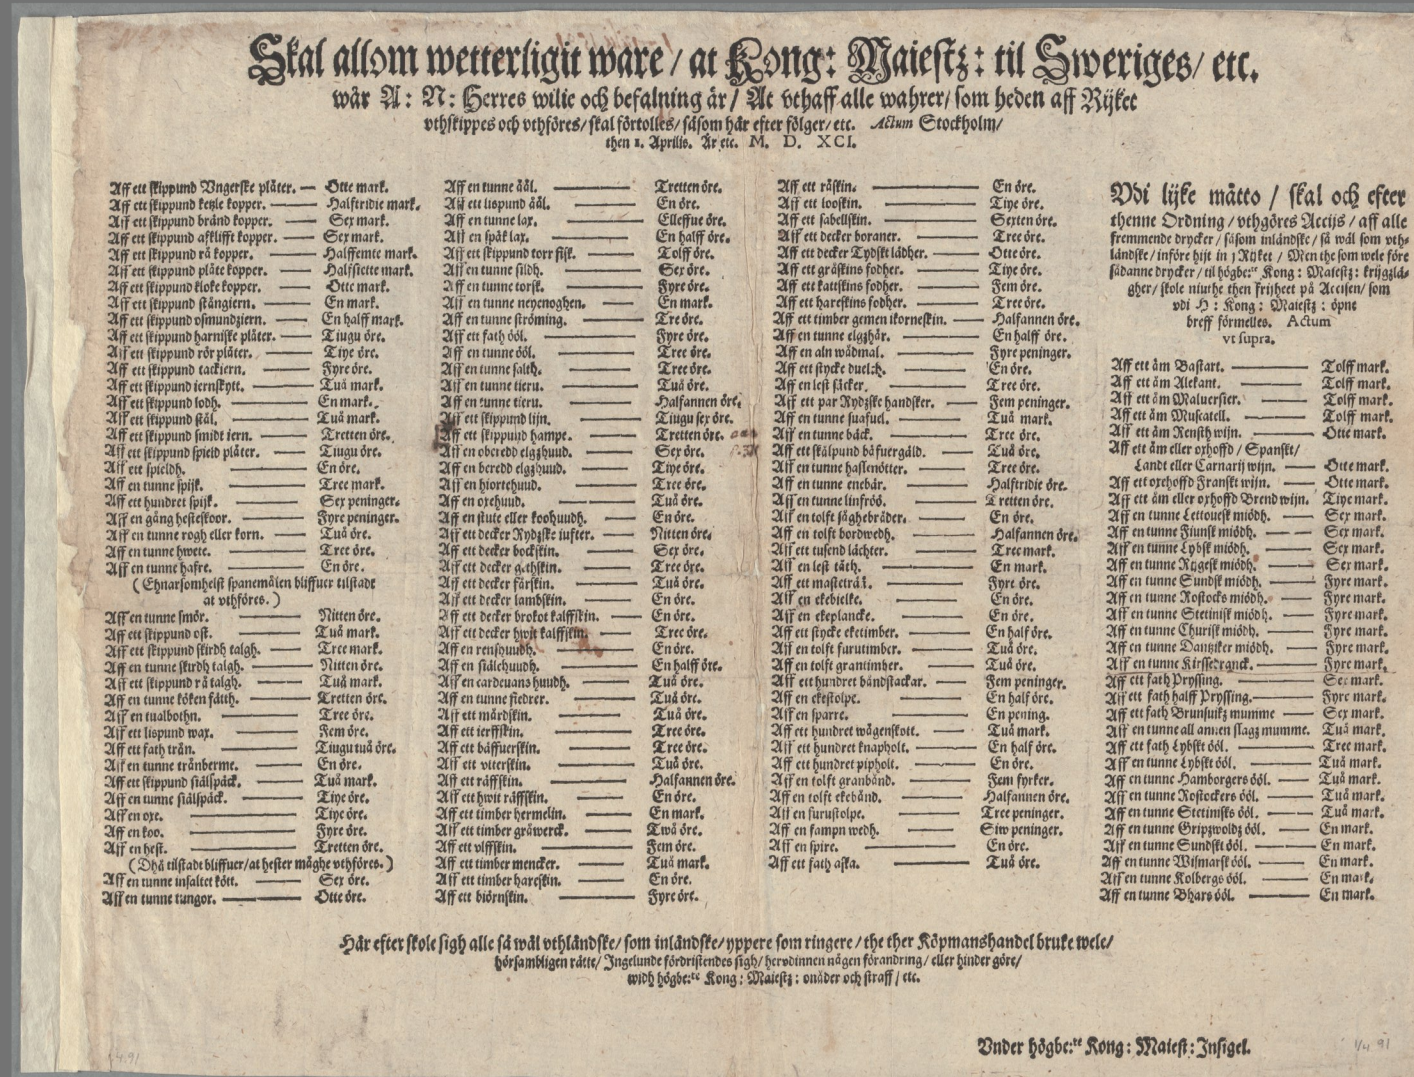 Skal allom wetterligit ware / at Kong: Maiestz: til Sweriges / etc.
wår A: N: Herres wilie och befalning är / At vthaff alle wahrer / som heden aff Rijket
vthskippes och vthföres / skal förtolles / såsom här efter fölger / etc. Actum Stockholm /
then 1. Aprilis. År etc. M. D. XCI.
Aff ett skippund Vngerske plåter. — Otte mark.
Aff ett skippund ketzle kopper. — Halfftridie mark.
Aff ett skippund bränd kopper. — Sex mark.
Aff ett skippund afklifft kopper. — Sex mark.
Aff ett skippund rå kopper. — Halffemte mark.
Aff ett skippund plåte kopper. — Halfsiette mark.
Aff ett skippund kloke kopper. — Otte mark.
Aff ett skippund stångiern. — En mark.
Aff ett skippund osmundziern. — En halff mark.
Aff ett skippund harniske plåter. — Tiugu öre.
Aff ett skippund rör plåter. — Tiye öre.
Aff ett skippund tackiern. — Fyre öre.
Aff ett skippund iernskytt. — Tuå mark.
Aff ett skippund lodh. — En mark.
Aff ett skippund stål. — Tuå mark.
Aff ett skippund smidt iern. — Tretten öre.
Aff ett skippund spield plåter. — Tiugu öre.
Aff ett spieldh. — En öre.
Aff en tunne spijk. — Tree mark.
Aff ett hundret spijk. — Sex peninger.
Aff en gång hesteskoor. — Fyre peninger.
Aff en tunne rogh eller korn. — Tuå öre.
Aff en tunne hwete. — Tree öre.
Aff en tunne hafre. — En öre.
(Ehnarsomhelst spanemålen bliffuer tilstadt
at vthföres.)
Aff en tunne smör. — Nitten öre.
Aff ett skippund ost. — Tuå mark.
Aff ett skippund skirdh talgh. — Tree mark.
Aff en tunne skirdh talgh. — Nitten öre.
Aff ett skippund rå talgh. — Tuå mark.
Aff en tunne köken fätth. — Tretten öre.
Aff en tualbothn. — Tree öre.
Aff ett lispund wax. — Fem öre.
Aff ett fath trån. — Tiugu tuå öre.
Aff en tunne trånberme. — En öre.
Aff ett skippund siälspäck. — Tuå mark.
Aff en tunne siälspäck. — Tiye öre.
Aff en oxe. — Tiye öre.
Aff en koo. — Fyre öre.
Aff en hest. — Tretten öre.
(Dhå tilstadt bliffuer / at hester måghe vthföres.)
Aff en tunne insaltet kött. — Sex öre.
Aff en tunne tungor. — Otte öre.
Aff en tunne åål. — Tretten öre.
Aff ett lispund åål. — En öre.
Aff en tunne lax. — Elleffue öre.
Aff en späk lax. — En halff öre.
Aff ett skippund torr fisk. — Tolff öre.
Aff en tunne sildh. — Sex öre.
Aff en tunne torsk. — Fyre öre.
Aff en tunne neyenoghen. — En mark.
Aff en tunne ströming. — Tre öre.
Aff ett fath ööl. — Fyre öre.
Aff en tunne ööl. — Tree öre.
Aff en tunne salth. — Tree öre.
Aff en tunne tieru. — Tuå öre.
Aff en tunne tieru. — Halfannen öre.
Aff ett skippund lijn. — Tiugu sex öre.
Aff ett skippund hampe. — Tretten öre.
Aff en oberedd elgzhuud. — Sex öre.
Aff en beredd elgzhuud. — Tiye öre.
Aff en hiortehuud. — Tree öre.
Aff en oxehuud. — Tuå öre.
Aff en stute eller koohuudh. — En öre.
Aff ett decker Rydzske iufter. — Nitten öre.
Aff ett decker bockskin. — Sex öre.
Aff ett decker gethskin. — Tree öre.
Aff ett decker fårskin. — Tuå öre.
Aff ett decker lambskin. — En öre.
Aff ett decker brokot kalffskin. — En öre.
Aff ett decker hwit kalffskin. — Tree öre.
Aff en renshuudh. — En öre.
Aff en siälehuudh. — En halff öre.
Aff en cardeuans huudh. — Tuå öre.
Aff en tunne fiedrer. — Tuå öre.
Aff ett mårdskin. — Tuå öre.
Aff ett ierffskin. — Tree öre.
Aff ett bäffuerskin. — Tree öre.
Aff ett vtterskin. — Tuå öre.
Aff ett räffskin. — Halfannen öre.
Aff ett hwit räffskin. — En öre.
Aff ett timber hermelin. — En mark.
Aff ett timber gråwerck. — Twå öre.
Aff ett vlffskin. — Fem öre.
Aff ett timber mencker. — Tuå mark.
Aff ett timber hareskin. — En öre.
Aff ett biörnskin. — Fyre öre.
Aff ett råskin. — En öre.
Aff ett looskin. — Tiye öre.
Aff ett sabellskin. — Sexten öre.
Aff ett decker boraner. — Tree öre.
Aff ett decker Tydskt lädher. — Otte öre.
Aff ett gråskins fodher. — Tiye öre.
Aff ett kattskins fodher. — Fem öre.
Aff ett hareskins fodher. — Tree öre.
Aff ett timber gemen ikorneskin. — Halfannen öre.
Aff en tunne elgzhår. — En halff öre.
Aff en aln wådmal. — Fyre peninger.
Aff ett stycke duelch. — En öre.
Aff en lest säcker. — Tree öre.
Aff ett par Rydzske handsker. — Fem peninger.
Aff en tunne suafuel. — Tuå mark.
Aff en tunne bäck. — Tree öre.
Aff ett skålpund bäfuergäld. — Tuå öre.
Aff en tunne haslenötter. — Tree öre.
Aff en tunne enebär. — Halftridie öre.
Aff en tunne linfröö. — Tretten öre.
Aff en tolft såghebräder. — En öre.
Aff en tolft bordwedh. — Halfannen öre.
Aff ett tusend lächter. — Tree mark.
Aff en lest täth. — En mark.
Aff ett masteträä. — Fyre öre.
Aff en ekebielke. — En öre.
Aff en ekeplancke. — En öre.
Aff ett stycke eketimber. — En half öre.
Aff en tolft furutimber. — Tuå öre.
Aff en tolft grantimber. — Tuå öre.
Aff ett hundret båndstackar. — Fem peninger.
Aff en ekestolpe. — En half öre.
Aff en sparre. — En pening.
Aff ett hundret wågenskott. — Tuå mark.
Aff ett hundret knapholt. — En half öre.
Aff ett hundret pipholt. — En öre.
Aff en tolft granbånd. — Fem fyrker.
Aff en tolft ekebånd. — Halfannen öre.
Aff en furustolpe. — Tree peninger.
Aff en fampn wedh. — Siw peninger.
Aff en spire. — En öre.
Aff ett fath aska. — Tuå öre.
Vdi lijke måtto / skal och efter
thenne Ordning / vthgöres Accijs / aff alle
fremmende drycker / såsom inländske / så wäl som vth-
ländske / införe hijt in j Rijket / Men the som wele före
sådanne drycker / til högbe:te Kong: Maiestz: krijgzlä-
gher / skole niuthe then frijheet på Accisen / som
vdi H: Kong: Maiestz: öpne
breff förmelles. Actum
vt supra.
Aff ett åm Bastart. — Tolff mark.
Aff ett åm Alekant. — Tolff mark.
Aff ett åm Maluersier. — Tolff mark.
Aff ett åm Muscatell. — Tolff mark.
Aff ett åm Rensth wijn. — Otte mark.
Aff ett åm eller oxhoffd / Spanskt /
Landt eller Carnarij wijn. — Otte mark.
Aff ett oxehoffd Franskt wijn. — Otte mark.
Aff ett åm eller oxhoffd Brend wijn. Tiye mark.
Aff en tunne Lettouesk miödh. — Sex mark.
Aff en tunne Fiunsk miödh. — Sex mark.
Aff en tunne Lybsk miödh. — Sex mark.
Aff en tunne Rijgesk miödh. — Sex mark.
Aff en tunne Sundsk miödh. — Fyre mark.
Aff en tunne Rostocks miödh. — Fyre mark.
Aff en tunne Stetinisk miödh. — Fyre mark.
Aff en tunne Churisk miödh. — Fyre mark.
Aff en tunne Dantziker miödh. — Fyre mark.
Aff en tunne Kirssedranck. — Fyre mark.
Aff ett fath Pryssing. — Sex mark.
Aff ett fath halff Pryssing. — Fyre mark.
Aff ett fath Brunsuikz mumme — Sex mark.
Aff en tunne all annen slagz mumme. Tuå mark.
Aff ett fath Lybskt ööl. — Tree mark.
Aff en tunne Lybskt ööl. — Tuå mark.
Aff en tunne Hamborgers ööl. — Tuå mark.
Aff en tunne Rostockers ööl. — Tuå mark.
Aff en tunne Stetinskt ööl. — Tuå mark.
Aff en tunne Gripzwoldz ööl. — En mark.
Aff en tunne Sundskt ööl. — En mark.
Aff en tunne Wismarsk ööl. — En mark.
Aff en tunne Kolbergs ööl. — En mark.
Aff en tunne Bhars ööl. — En mark.
Här efter skole sigh alle så wäl vthländske / som inländske / yppere som ringere / the ther Köpmanshandel bruke wele /
hörsambligen rätte / Ingelunde fördristendes sigh / hervdinnen någen förandring / eller hinder göre /
widh högbe:te Kong: Maiestz: onåder och straff / etc.
Vnder högbe:te Kong: Maiest: Insigel.
1/4 91